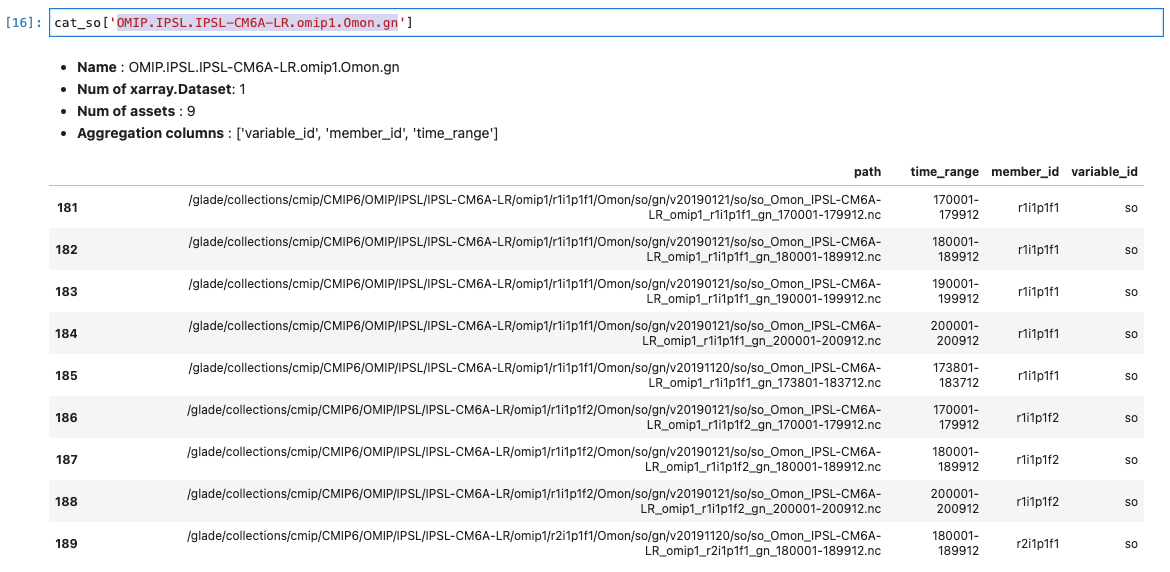 [16]: cat_so['OMIP.IPSL.IPSL-CM6A-LR.omip1.Omon.gn']
• Name : OMIP.IPSL.IPSL-CM6A-LR.omip1.Omon.gn
• Num of xarray.Dataset: 1
• Num of assets : 9
• Aggregation columns : ['variable_id', 'member_id', 'time_range']
path time_range member_id variable_id
181 /glade/collections/cmip/CMIP6/OMIP/IPSL/IPSL-CM6A-LR/omip1/r1i1p1f1/Omon/so/gn/v20190121/so/so_Omon_IPSL-CM6A- 170001- r1i1p1f1 so
LR_omip1_r1i1p1f1_gn_170001-179912.nc 179912
182 /glade/collections/cmip/CMIP6/OMIP/IPSL/IPSL-CM6A-LR/omip1/r1i1p1f1/Omon/so/gn/v20190121/so/so_Omon_IPSL-CM6A- 180001- r1i1p1f1 so
LR_omip1_r1i1p1f1_gn_180001-189912.nc 189912
183 /glade/collections/cmip/CMIP6/OMIP/IPSL/IPSL-CM6A-LR/omip1/r1i1p1f1/Omon/so/gn/v20190121/so/so_Omon_IPSL-CM6A- 190001- r1i1p1f1 so
LR_omip1_r1i1p1f1_gn_190001-199912.nc 199912
184 /glade/collections/cmip/CMIP6/OMIP/IPSL/IPSL-CM6A-LR/omip1/r1i1p1f1/Omon/so/gn/v20190121/so/so_Omon_IPSL-CM6A- 200001- r1i1p1f1 so
LR_omip1_r1i1p1f1_gn_200001-200912.nc 200912
185 /glade/collections/cmip/CMIP6/OMIP/IPSL/IPSL-CM6A-LR/omip1/r1i1p1f1/Omon/so/gn/v20191120/so/so_Omon_IPSL-CM6A- 173801- r1i1p1f1 so
LR_omip1_r1i1p1f1_gn_173801-183712.nc 183712
186 /glade/collections/cmip/CMIP6/OMIP/IPSL/IPSL-CM6A-LR/omip1/r1i1p1f2/Omon/so/gn/v20190121/so/so_Omon_IPSL-CM6A- 170001- r1i1p1f2 so
LR_omip1_r1i1p1f2_gn_170001-179912.nc 179912
187 /glade/collections/cmip/CMIP6/OMIP/IPSL/IPSL-CM6A-LR/omip1/r1i1p1f2/Omon/so/gn/v20190121/so/so_Omon_IPSL-CM6A- 180001- r1i1p1f2 so
LR_omip1_r1i1p1f2_gn_180001-189912.nc 189912
188 /glade/collections/cmip/CMIP6/OMIP/IPSL/IPSL-CM6A-LR/omip1/r1i1p1f2/Omon/so/gn/v20190121/so/so_Omon_IPSL-CM6A- 200001- r1i1p1f2 so
LR_omip1_r1i1p1f2_gn_200001-200912.nc 200912
189 /glade/collections/cmip/CMIP6/OMIP/IPSL/IPSL-CM6A-LR/omip1/r2i1p1f1/Omon/so/gn/v20191120/so/so_Omon_IPSL-CM6A- 180001- r2i1p1f1 so
LR_omip1_r2i1p1f1_gn_180001-189912.nc 189912